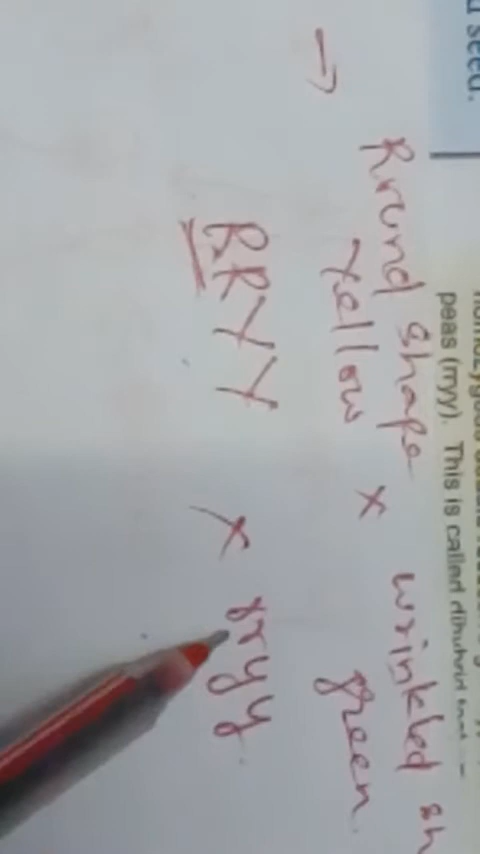 seed.
peas (rryy). This is called dihybrid
→ Round shape × wrinkled sh
yellow green
RRYY × rryy